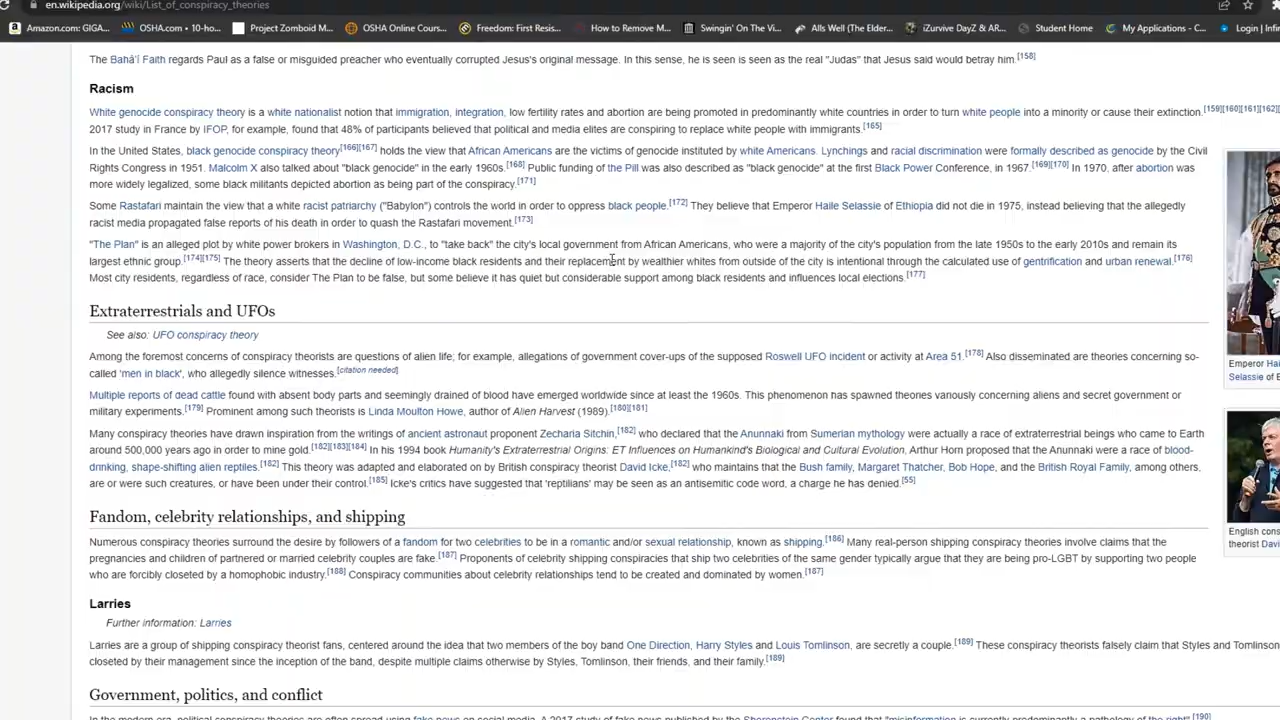 en.wikipedia.org/wiki/List_of_conspiracy_theories
Amazon.com: GIGA... OSHA.com • 10-ho... Project Zomboid M... OSHA Online Cours... Freedom: First Resis... How to Remove M... Swingin' On The Vi... Alls Well (The Elder... iZurvive DayZ & AR... Student Home My Applications - C... Login | Infin
The Bahá'í Faith regards Paul as a false or misguided preacher who eventually corrupted Jesus's original message. In this sense, he is seen is seen as the real "Judas" that Jesus said would betray him.[158]
Racism
White genocide conspiracy theory is a white nationalist notion that immigration, integration, low fertility rates and abortion are being promoted in predominantly white countries in order to turn white people into a minority or cause their extinction.[159][160][161][162]
2017 study in France by IFOP, for example, found that 48% of participants believed that political and media elites are conspiring to replace white people with immigrants.[165]
In the United States, black genocide conspiracy theory[166][167] holds the view that African Americans are the victims of genocide instituted by white Americans. Lynchings and racial discrimination were formally described as genocide by the Civil
Rights Congress in 1951. Malcolm X also talked about "black genocide" in the early 1960s.[168] Public funding of the Pill was also described as "black genocide" at the first Black Power Conference, in 1967.[169][170] In 1970, after abortion was
more widely legalized, some black militants depicted abortion as being part of the conspiracy.[171]
Some Rastafari maintain the view that a white racist patriarchy ("Babylon") controls the world in order to oppress black people.[172] They believe that Emperor Haile Selassie of Ethiopia did not die in 1975, instead believing that the allegedly
racist media propagated false reports of his death in order to quash the Rastafari movement.[173]
"The Plan" is an alleged plot by white power brokers in Washington, D.C., to "take back" the city's local government from African Americans, who were a majority of the city's population from the late 1950s to the early 2010s and remain its
largest ethnic group.[174][175] The theory asserts that the decline of low-income black residents and their replacement by wealthier whites from outside of the city is intentional through the calculated use of gentrification and urban renewal.[176]
Most city residents, regardless of race, consider The Plan to be false, but some believe it has quiet but considerable support among black residents and influences local elections.[177]
Emperor Hai
Selassie of E
Extraterrestrials and UFOs
See also: UFO conspiracy theory
Among the foremost concerns of conspiracy theorists are questions of alien life; for example, allegations of government cover-ups of the supposed Roswell UFO incident or activity at Area 51.[178] Also disseminated are theories concerning so-
called 'men in black', who allegedly silence witnesses.[citation needed]
Multiple reports of dead cattle found with absent body parts and seemingly drained of blood have emerged worldwide since at least the 1960s. This phenomenon has spawned theories variously concerning aliens and secret government or
military experiments.[179] Prominent among such theorists is Linda Moulton Howe, author of Alien Harvest (1989).[180][181]
Many conspiracy theories have drawn inspiration from the writings of ancient astronaut proponent Zecharia Sitchin,[182] who declared that the Anunnaki from Sumerian mythology were actually a race of extraterrestrial beings who came to Earth
around 500,000 years ago in order to mine gold.[182][183][184] In his 1994 book Humanity's Extraterrestrial Origins: ET Influences on Humankind's Biological and Cultural Evolution, Arthur Horn proposed that the Anunnaki were a race of blood-
drinking, shape-shifting alien reptiles.[182] This theory was adapted and elaborated on by British conspiracy theorist David Icke,[182] who maintains that the Bush family, Margaret Thatcher, Bob Hope, and the British Royal Family, among others,
are or were such creatures, or have been under their control.[185] Icke's critics have suggested that 'reptilians' may be seen as an antisemitic code word, a charge he has denied.[55]
English cons
theorist Davi
Fandom, celebrity relationships, and shipping
Numerous conspiracy theories surround the desire by followers of a fandom for two celebrities to be in a romantic and/or sexual relationship, known as shipping.[186] Many real-person shipping conspiracy theories involve claims that the
pregnancies and children of partnered or married celebrity couples are fake.[187] Proponents of celebrity shipping conspiracies that ship two celebrities of the same gender typically argue that they are being pro-LGBT by supporting two people
who are forcibly closeted by a homophobic industry.[188] Conspiracy communities about celebrity relationships tend to be created and dominated by women.[187]
Larries
Further information: Larries
Larries are a group of shipping conspiracy theorist fans, centered around the idea that two members of the boy band One Direction, Harry Styles and Louis Tomlinson, are secretly a couple.[189] These conspiracy theorists falsely claim that Styles and Tomlinson
closeted by their management since the inception of the band, despite multiple claims otherwise by Styles, Tomlinson, their friends, and their family.[189]
Government, politics, and conflict
In the modern era, political conspiracy theories are often spread using fake news on social media. A 2017 study of fake news published by the Shorenstein Center found that "misinformation is currently predominantly a pathology of the right".[190]